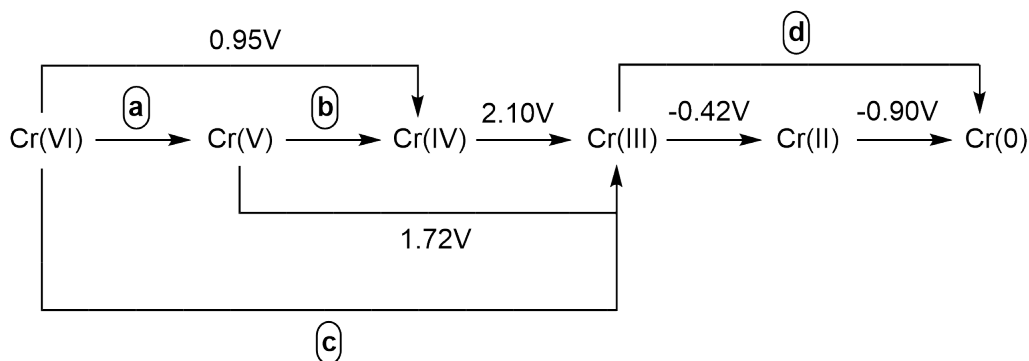 d
0.95V
a b 2.10V -0.42V -0.90V
Cr(VI) Cr(V) Cr(IV) Cr(III) Cr(II) Cr(0)
1.72V
c